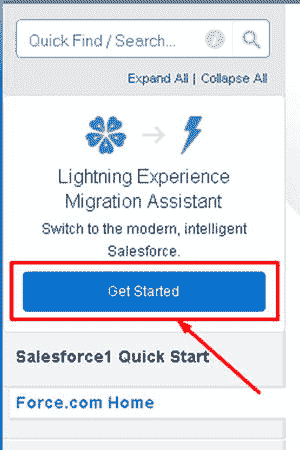 Quick Find / Search...
Expand All | Collapse All
Lightning Experience
Migration Assistant
Switch to the modern, intelligent
Salesforce.
Get Started
Salesforce1 Quick Start
Force.com Home